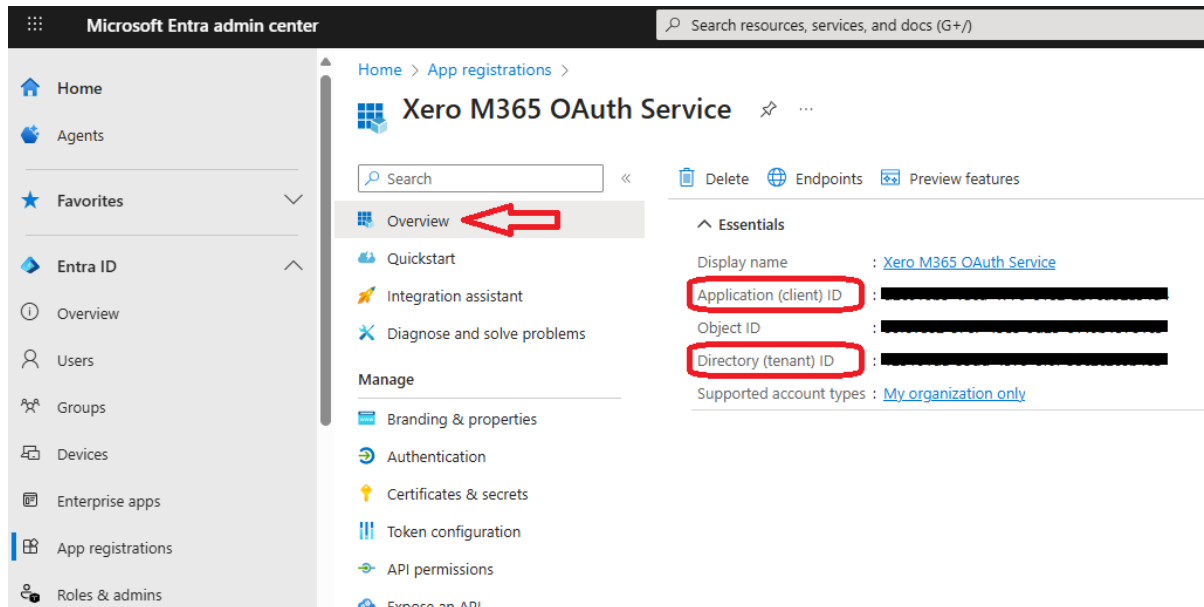 Microsoft Entra admin center
Search resources, services, and docs (G+/)
Home
Agents
Favorites
Entra ID
Overview
Users
Groups
Devices
Enterprise apps
App registrations
Roles & admins
Home > App registrations >
Xero M365 OAuth Service
Search
Overview
Quickstart
Integration assistant
Diagnose and solve problems
Manage
Branding & properties
Authentication
Certificates & secrets
Token configuration
API permissions
Expose an API
Delete Endpoints Preview features
Essentials
Display name : Xero M365 OAuth Service
Application (client) ID :
Object ID :
Directory (tenant) ID :
Supported account types : My organization only